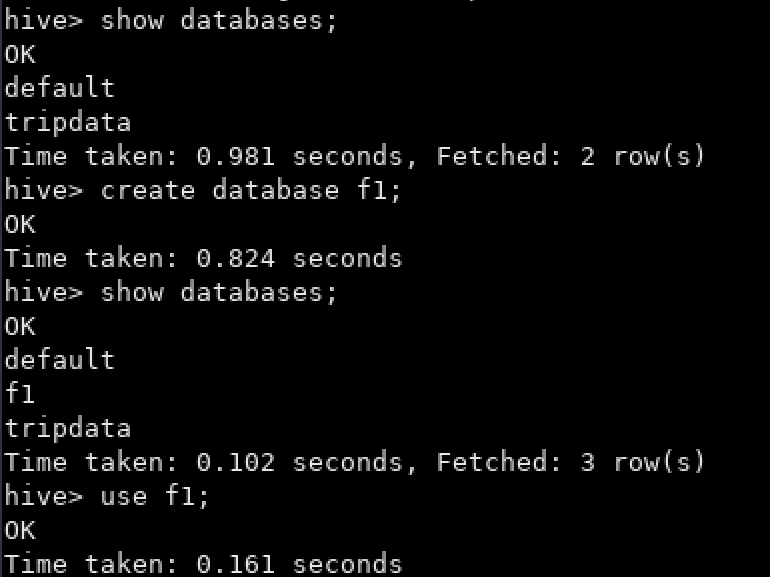 hive> show databases;
OK
default
tripdata
Time taken: 0.981 seconds, Fetched: 2 row(s)
hive> create database f1;
OK
Time taken: 0.824 seconds
hive> show databases;
OK
default
f1
tripdata
Time taken: 0.102 seconds, Fetched: 3 row(s)
hive> use f1;
OK
Time taken: 0.161 seconds